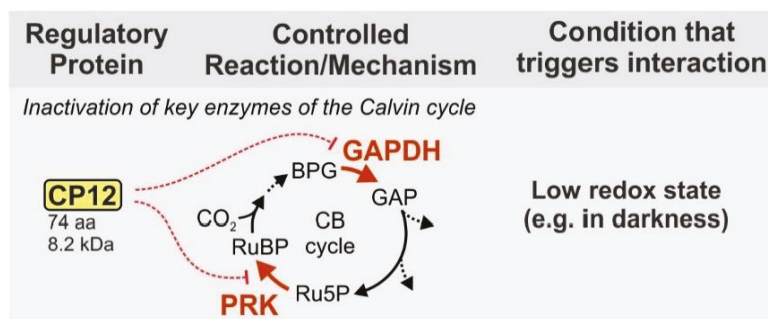 Regulatory Protein
Controlled Reaction/Mechanism
Condition that triggers interaction
Inactivation of key enzymes of the Calvin cycle
CP12
74 aa
8.2 kDa
GAPDH
BPG
GAP
CO2
CB cycle
RuBP
Ru5P
PRK
Low redox state
(e.g. in darkness)